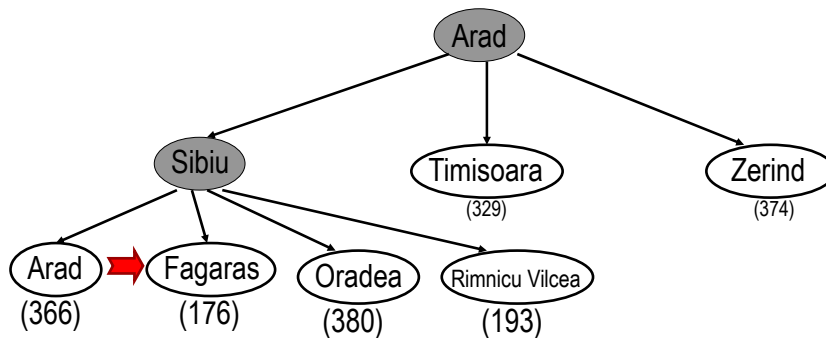 Arad
Sibiu
Timisoara
Zerind
(329)
(374)
Arad
Fagaras
Oradea
Rimnicu Vilcea
(366)
(176)
(380)
(193)